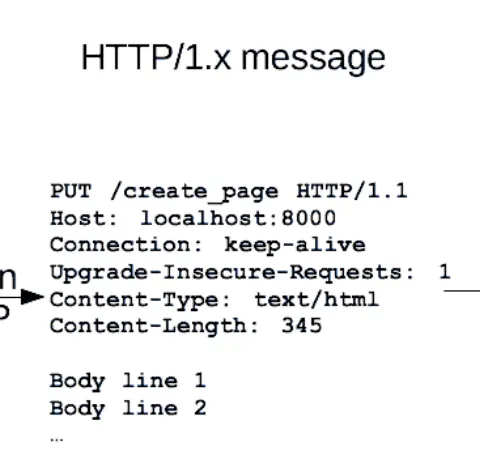 HTTP/1.x message
PUT /create_page HTTP/1.1
Host: localhost:8000
Connection: keep-alive
Upgrade-Insecure-Requests: 1
Content-Type: text/html
Content-Length: 345
Body line 1
Body line 2
…